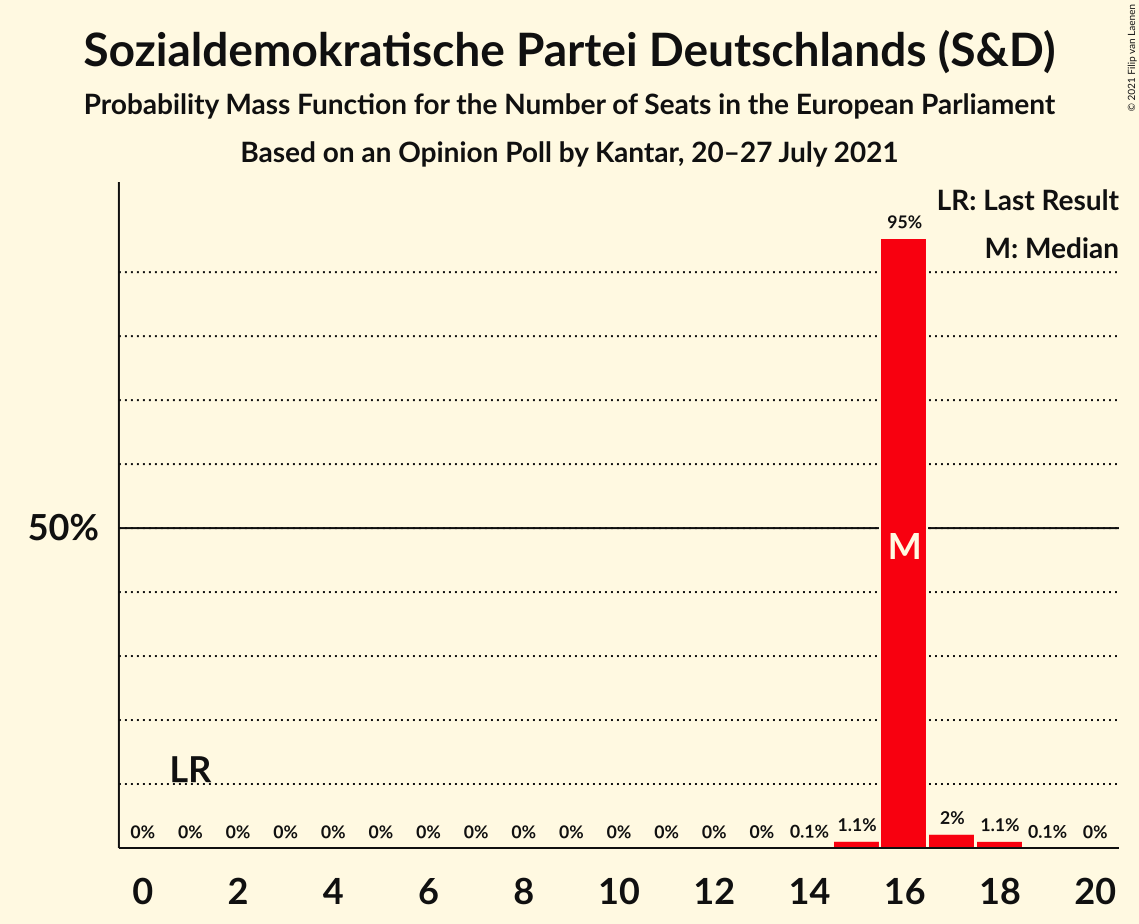 Sozialdemokratische Partei Deutschlands (S&D)
Probability Mass Function for the Number of Seats in the European Parliament
Based on an Opinion Poll by Kantar, 20–27 July 2021
© 2021 Filip van Laenen
LR: Last Result
M: Median
95%
50%
M
LR
0% 0% 0% 0% 0% 0% 0% 0% 0% 0% 0% 0% 0% 0% 0.1% 1.1% 2% 1.1% 0.1% 0%
0 2 4 6 8 10 12 14 16 18 20